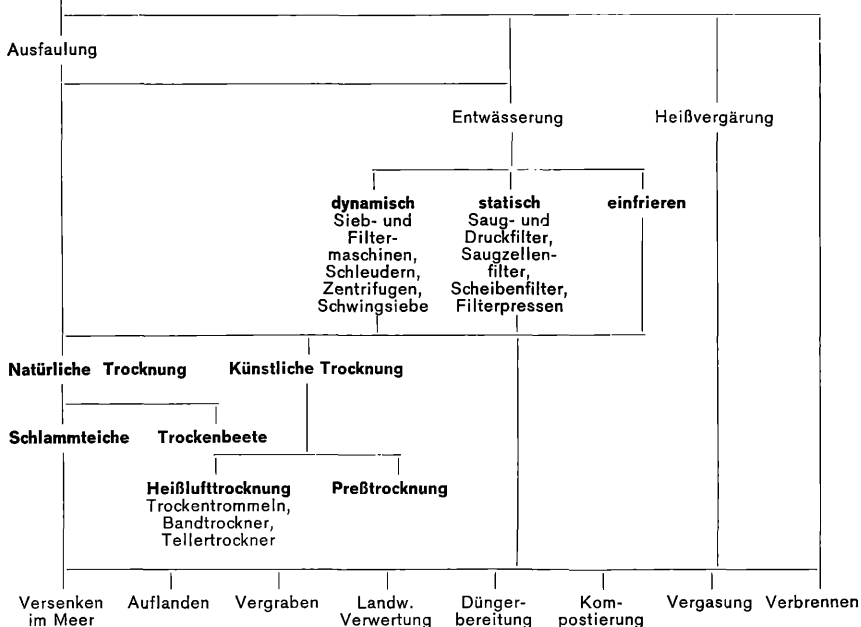 Ausfaulung
Entwässerung Heißvergärung
dynamisch
Sieb- und
Filter-
maschinen,
Schleudern,
Zentrifugen,
Schwingsiebe
statisch
Saug- und
Druckfilter,
Saugzellen-
filter,
Scheibenfilter,
Filterpressen
einfrieren
Natürliche Trocknung Künstliche Trocknung
Schlammteiche Trockenbeete
Heißlufttrocknung
Trockentrommeln,
Bandtrockner,
Tellertrockner
Preßtrocknung
Versenken
im Meer
Auflanden
Vergraben
Landw.
Verwertung
Dünger-
bereitung
Kom-
postierung
Vergasung
Verbrennen